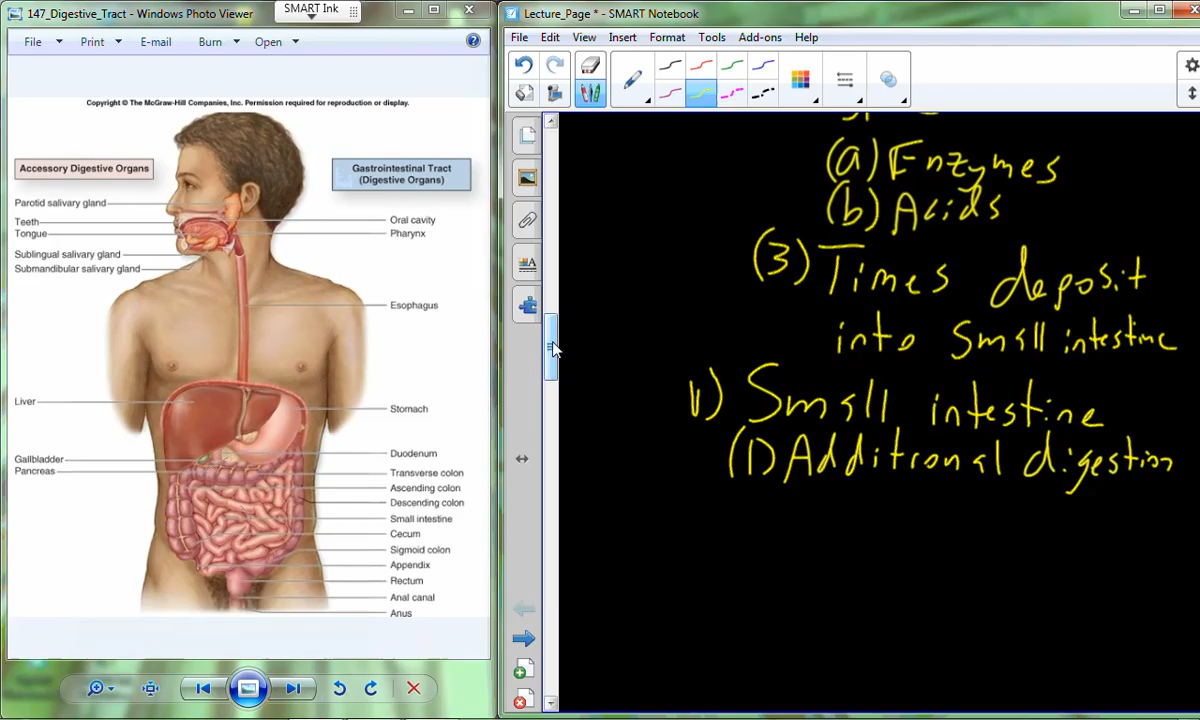 147_Digestive_Tract - Windows Photo Viewer
SMART Ink
File Print E-mail Burn Open
Copyright © The McGraw-Hill Companies, Inc. Permission required for reproduction or display.
Accessory Digestive Organs
Gastrointestinal Tract
(Digestive Organs)
Parotid salivary gland
Teeth
Tongue
Sublingual salivary gland
Submandibular salivary gland
Liver
Gallbladder
Pancreas
Oral cavity
Pharynx
Esophagus
Stomach
Duodenum
Transverse colon
Ascending colon
Descending colon
Small intestine
Cecum
Sigmoid colon
Appendix
Rectum
Anal canal
Anus
Lecture_Page * - SMART Notebook
File Edit View Insert Format Tools Add-ons Help
(a) Enzymes
(b) Acids
(3) Times deposit
into Small intestine
Small intestine
(1) Additional digestion